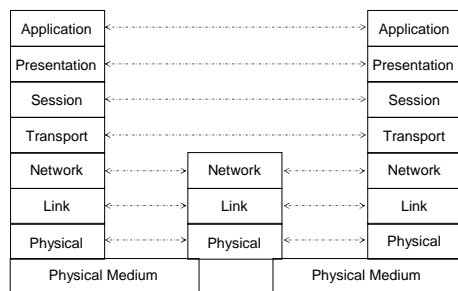 Application Application
Presentation Presentation
Session Session
Transport Transport
Network Network Network
Link Link Link
Physical Physical Physical
Physical Medium Physical Medium